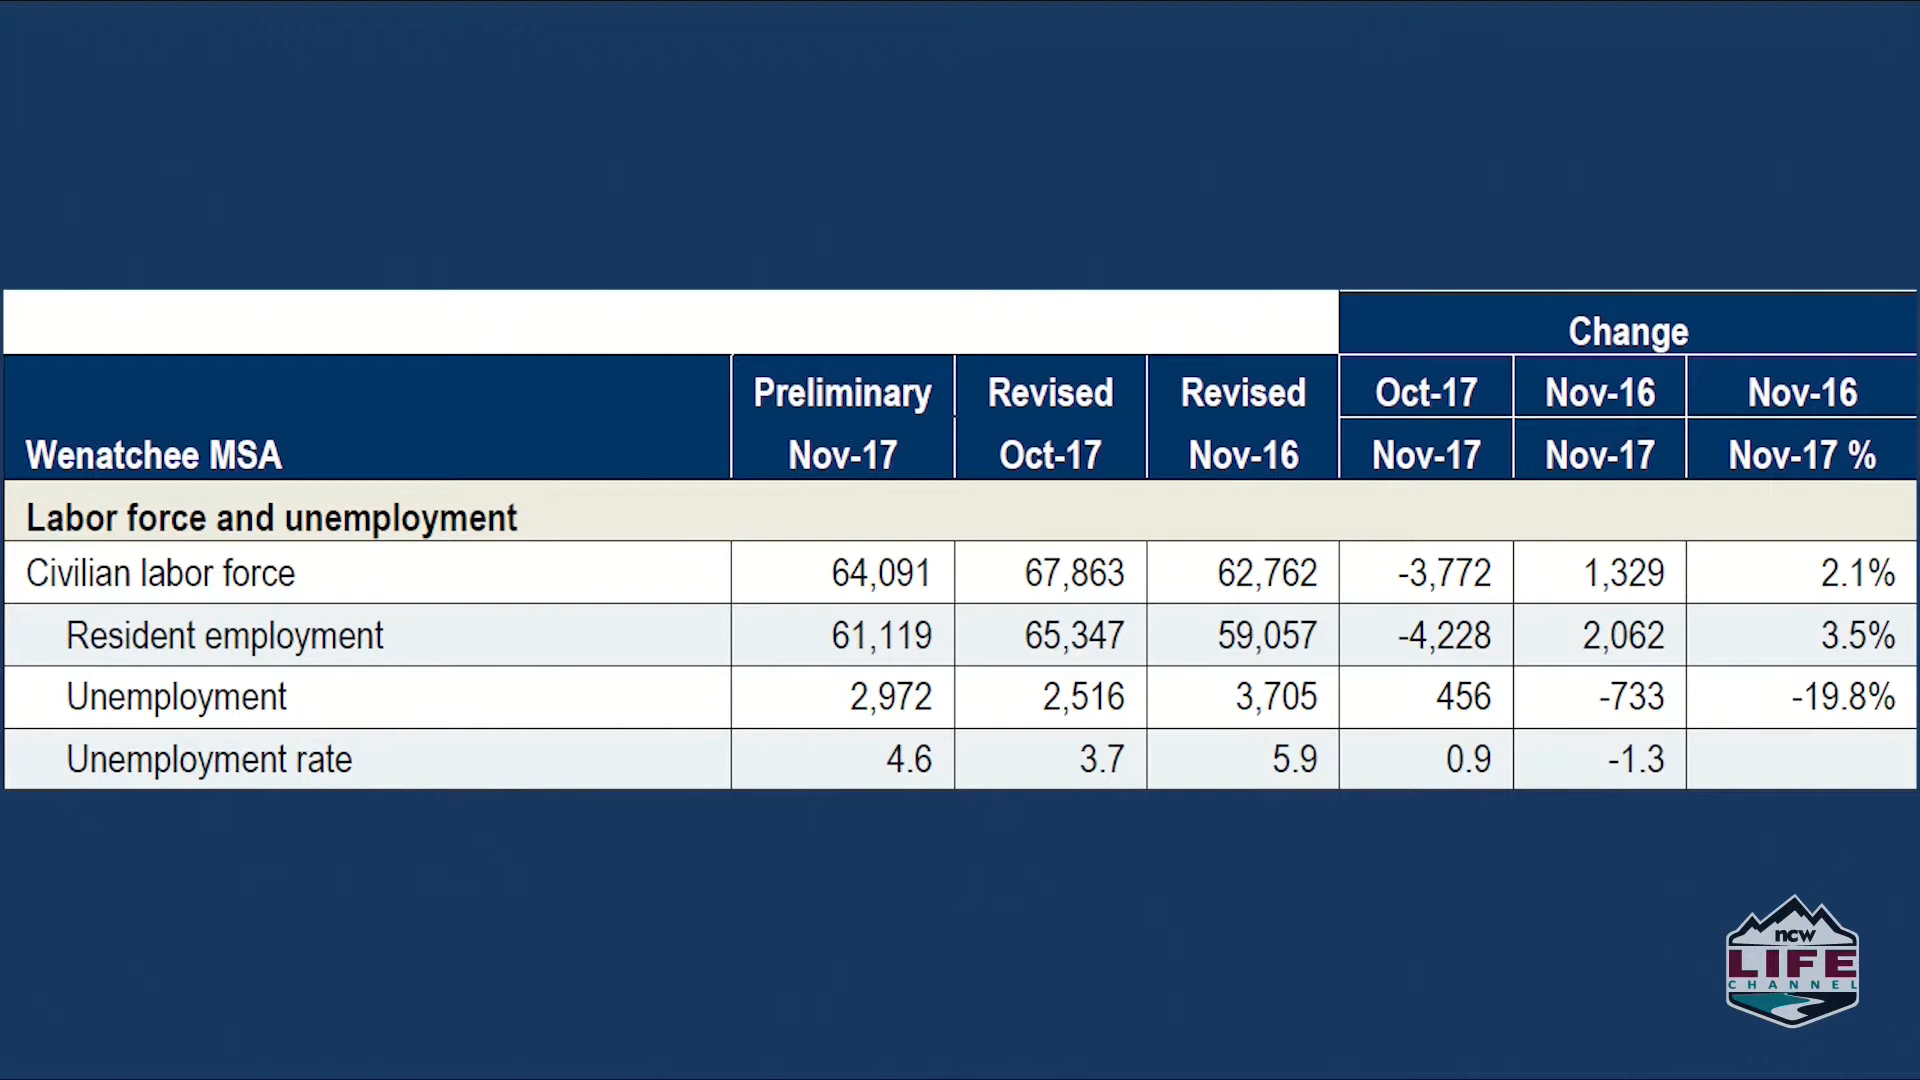 Change
Preliminary Revised Revised Oct-17 Nov-16 Nov-16
Wenatchee MSA Nov-17 Oct-17 Nov-16 Nov-17 Nov-17 Nov-17 %
Labor force and unemployment
Civilian labor force 64,091 67,863 62,762 -3,772 1,329 2.1%
Resident employment 61,119 65,347 59,057 -4,228 2,062 3.5%
Unemployment 2,972 2,516 3,705 456 -733 -19.8%
Unemployment rate 4.6 3.7 5.9 0.9 -1.3
ncw
LIFE
CHANNEL